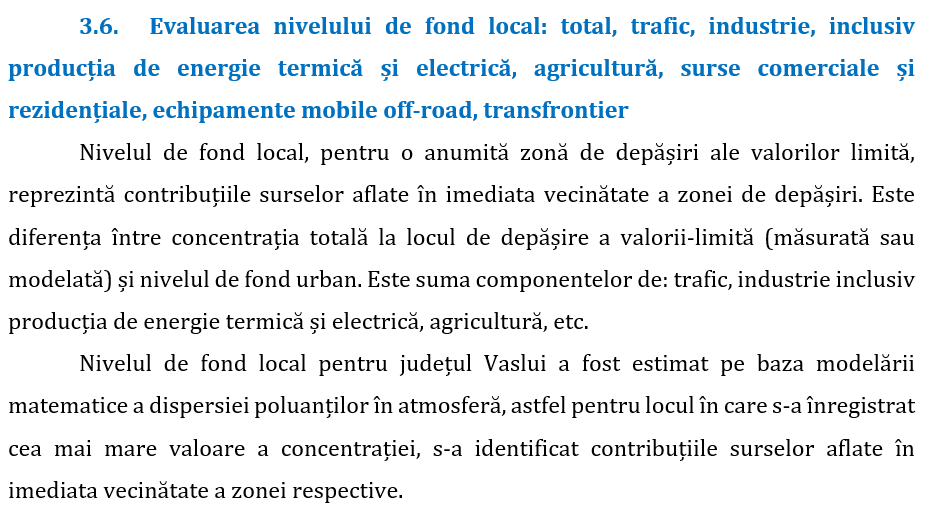 3.6. Evaluarea nivelului de fond local: total, trafic, industrie, inclusiv
producția de energie termică și electrică, agricultură, surse comerciale și
rezidențiale, echipamente mobile off-road, transfrontier
Nivelul de fond local, pentru o anumită zonă de depășiri ale valorilor limită,
reprezintă contribuțiile surselor aflate în imediata vecinătate a zonei de depășiri. Este
diferența între concentrația totală la locul de depășire a valorii-limită (măsurată sau
modelată) și nivelul de fond urban. Este suma componentelor de: trafic, industrie inclusiv
producția de energie termică și electrică, agricultură, etc.
Nivelul de fond local pentru județul Vaslui a fost estimat pe baza modelării
matematice a dispersiei poluanților în atmosferă, astfel pentru locul în care s-a înregistrat
cea mai mare valoare a concentrației, s-a identificat contribuțiile surselor aflate în
imediata vecinătate a zonei respective.